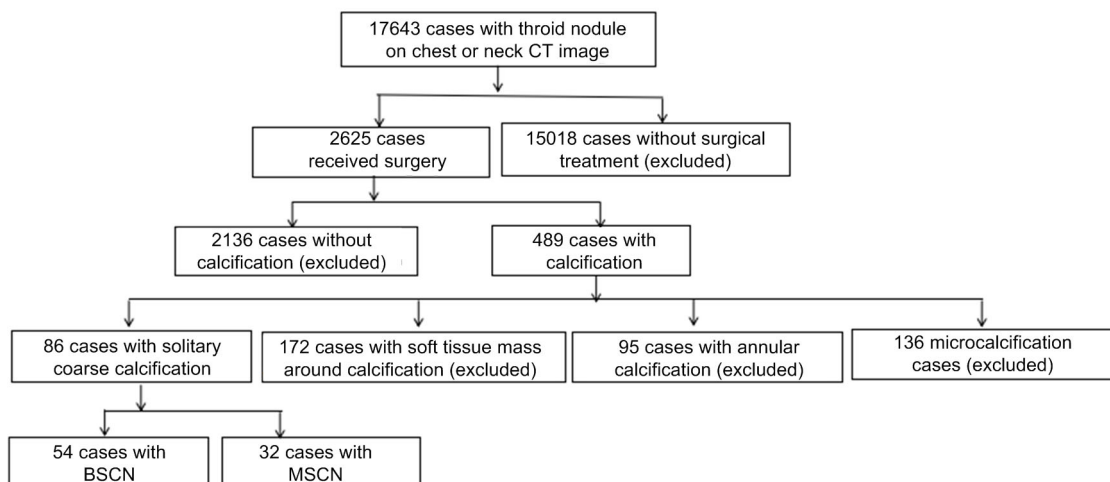 17643 cases with throid nodule
on chest or neck CT image
2625 cases
received surgery
15018 cases without surgical
treatment (excluded)
2136 cases without
calcification (excluded)
489 cases with
calcification
86 cases with solitary
coarse calcification
172 cases with soft tissue mass
around calcification (excluded)
95 cases with annular
calcification (excluded)
136 microcalcification
cases (excluded)
54 cases with
BSCN
32 cases with
MSCN